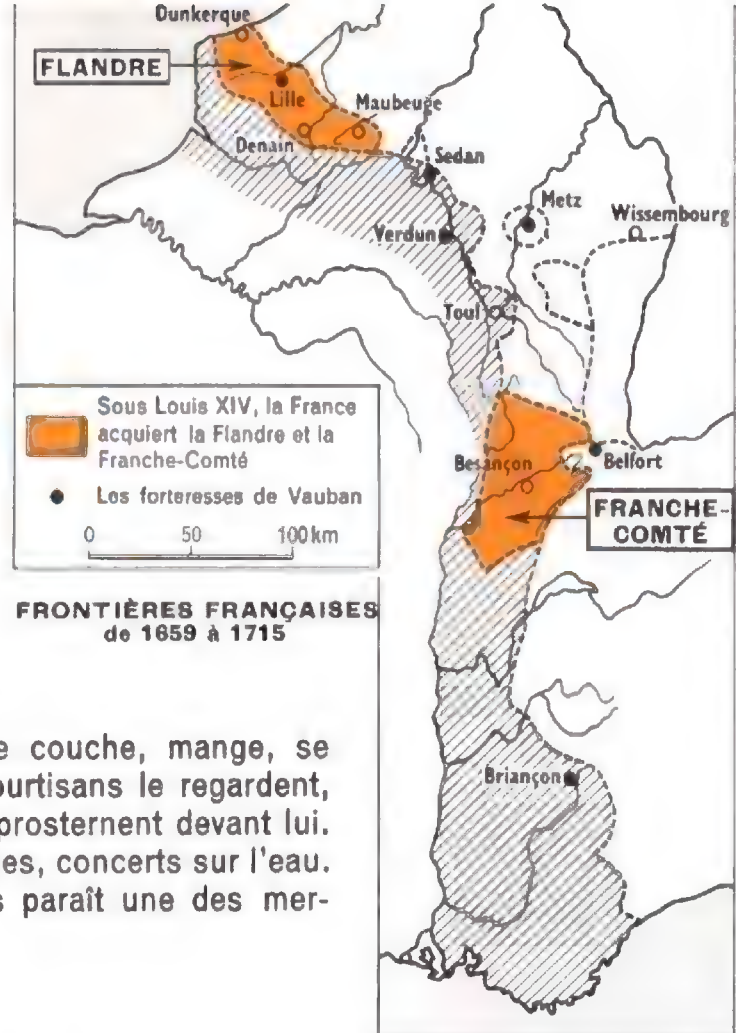 Dunkerque
FLANDRE
Lille
Maubeuge
Denain
Sedan
Metz
Wissembourg
Verdun
Toul
Sous Louis XIV, la France
acquiert la Flandre et la
Franche-Comté
Les forteresses de Vauban
0 50 100km
Besançon
Belfort
FRANCHE-
COMTÉ
FRONTIÈRES FRANÇAISES
de 1659 à 1715
Briançon
e couche, mange, se
ourtisans le regardent,
prosternent devant lui.
es, concerts sur l'eau.
s paraît une des mer-